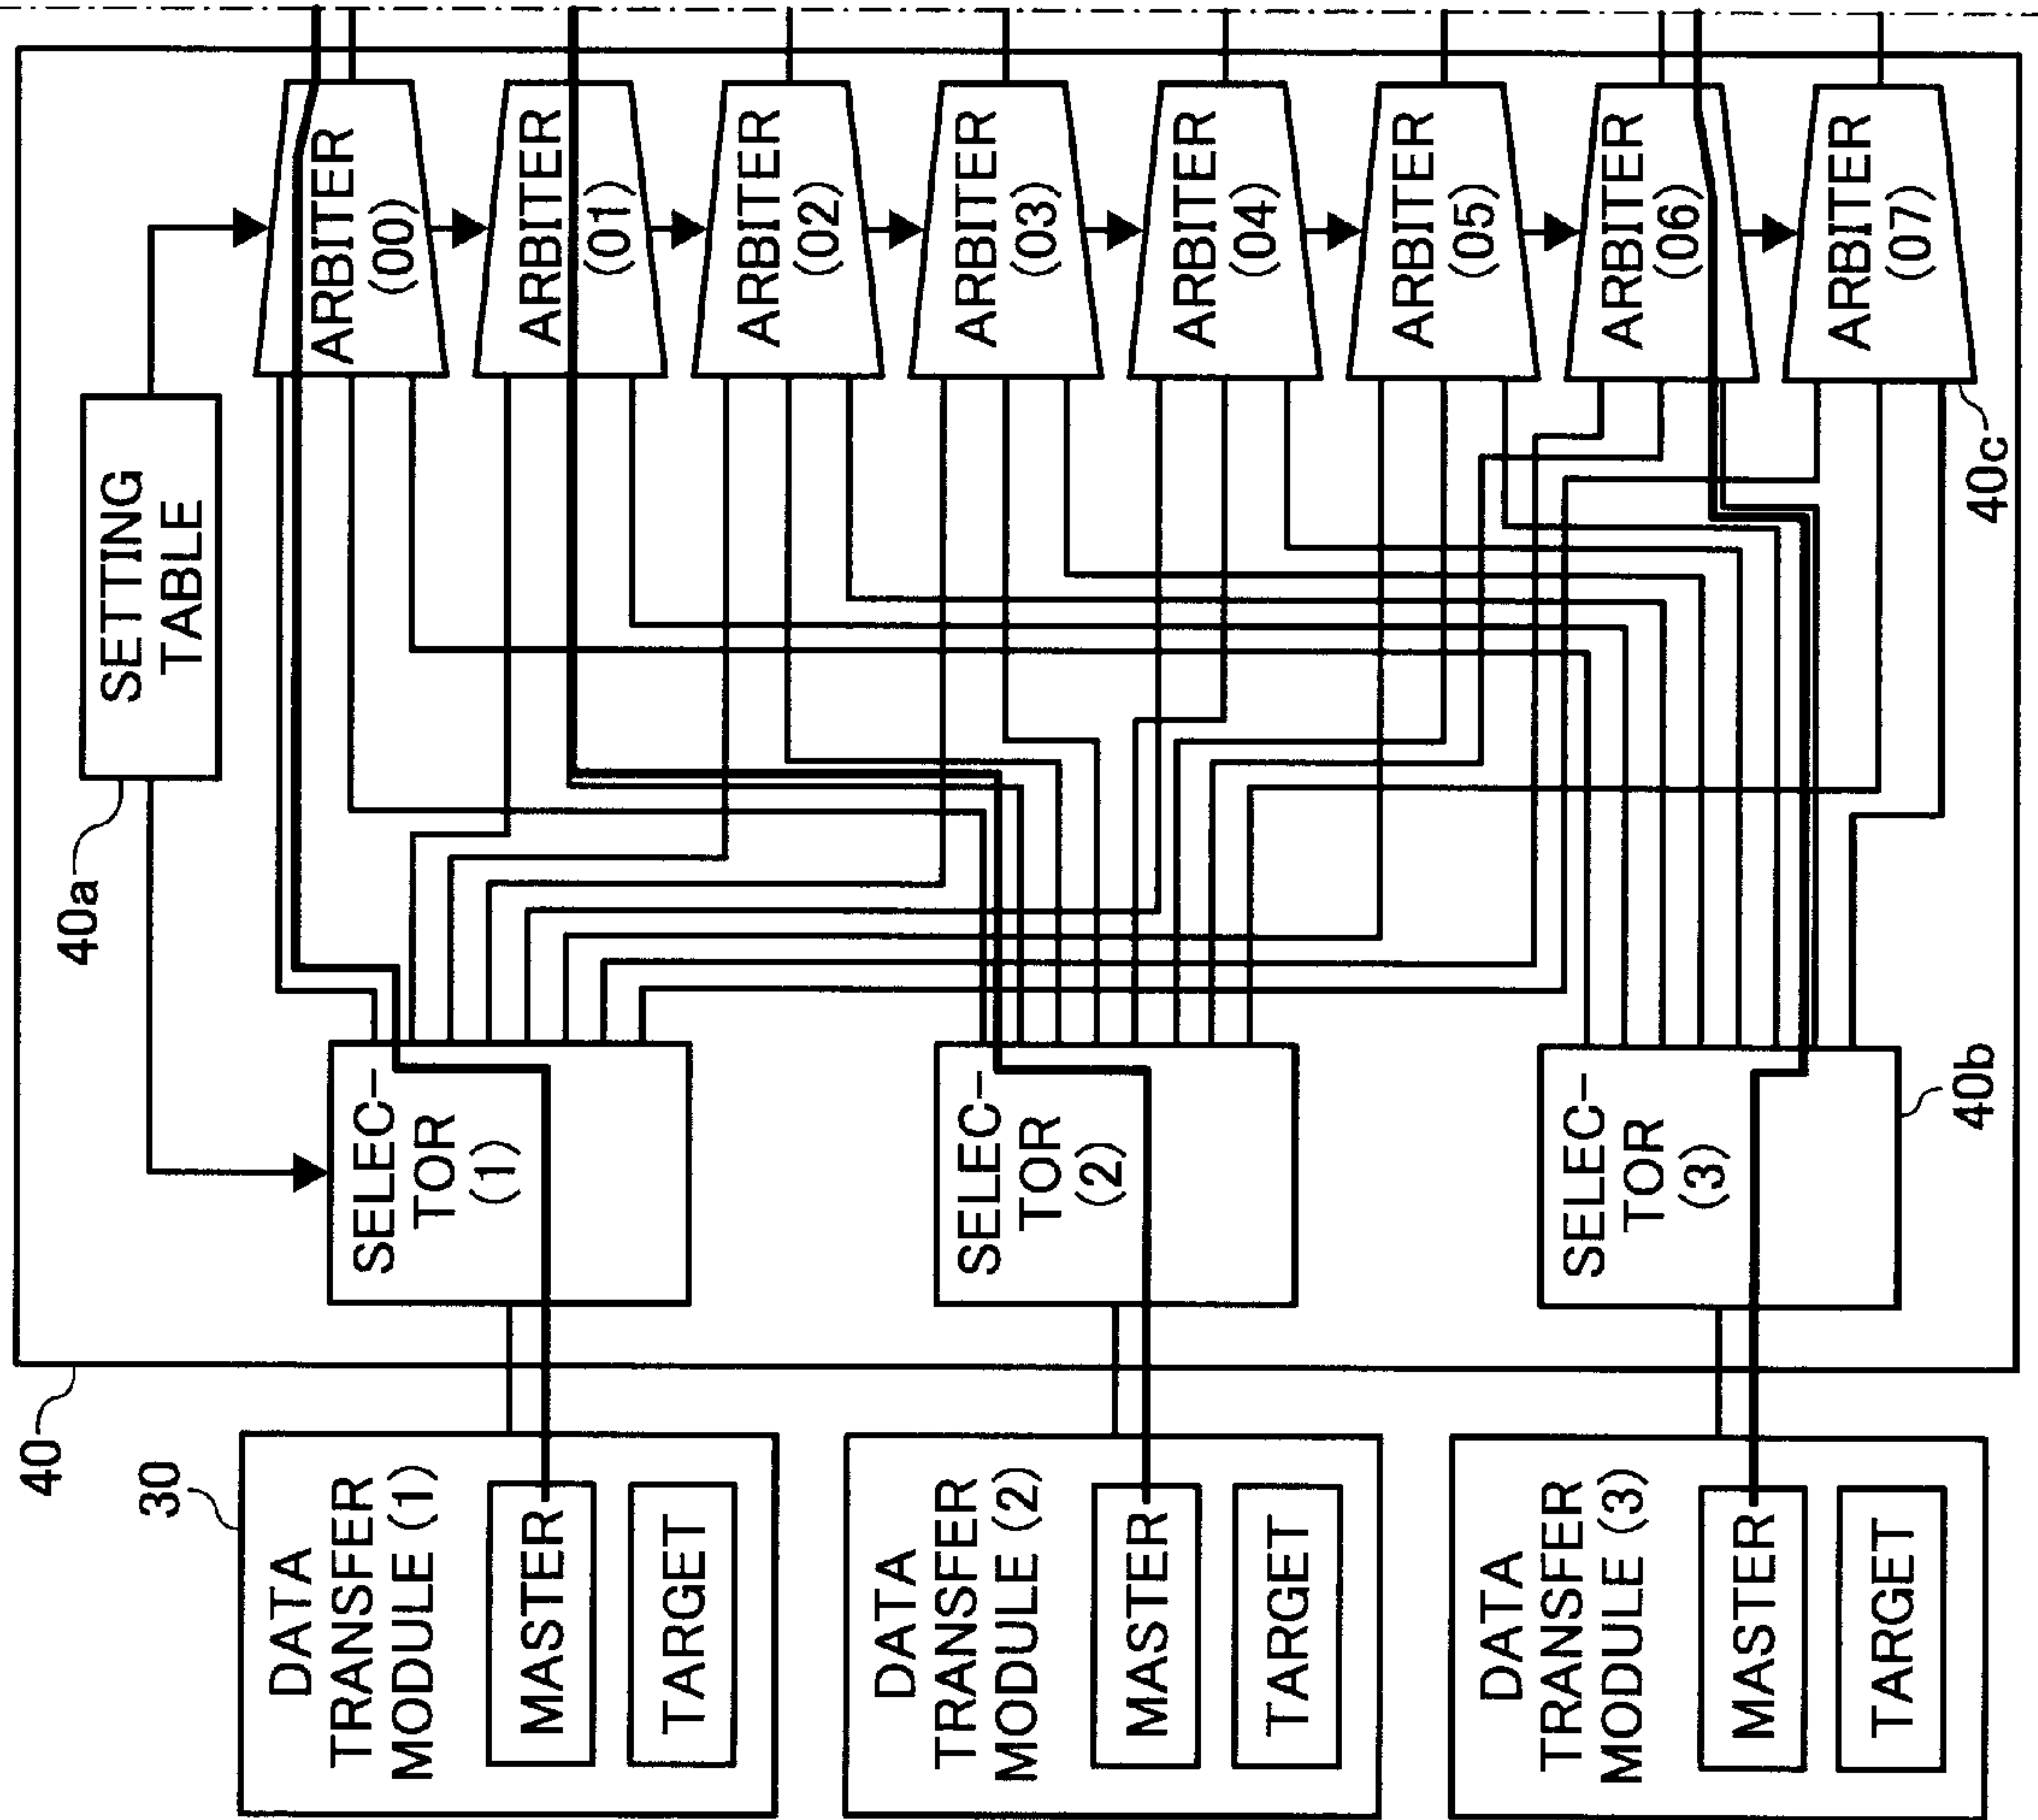 40
30
DATA
TRANSFER
MODULE (1)
MASTER
TARGET
DATA
TRANSFER
MODULE (2)
MASTER
TARGET
DATA
TRANSFER
MODULE (3)
MASTER
TARGET
40a
SETTING
TABLE
SELEC-
TOR
(1)
SELEC-
TOR
(2)
SELEC-
TOR
(3)
40b
ARBITER
(00)
ARBITER
(01)
ARBITER
(02)
ARBITER
(03)
ARBITER
(04)
ARBITER
(05)
ARBITER
(06)
ARBITER
(07)
40c